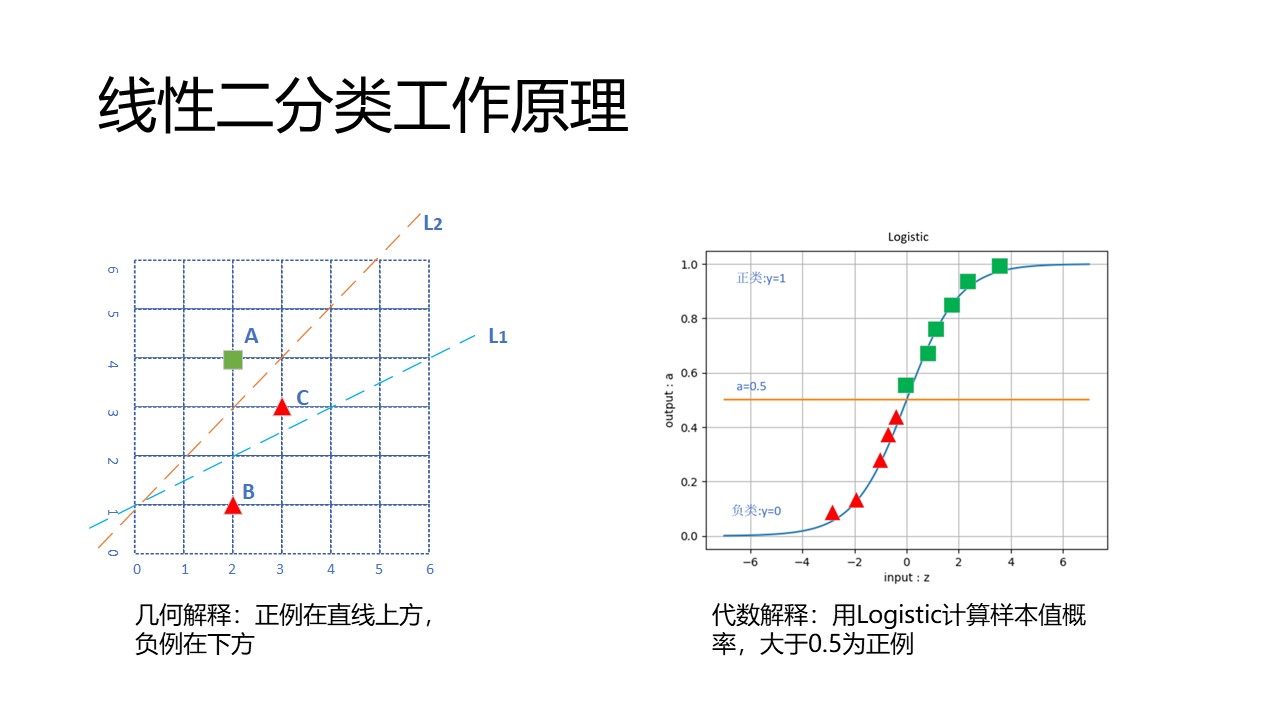 线性二分类工作原理
L2
L1
A
C
B
6
5
4
3
2
1
0
0 1 2 3 4 5 6
几何解释：正例在直线上方，
负例在下方
Logistic
正类:y=1
a=0.5
负类:y=0
1.0
0.8
0.6
0.4
0.2
0.0
output : a
−6 −4 −2 0 2 4 6
input : z
代数解释：用Logistic计算样本值概
率，大于0.5为正例